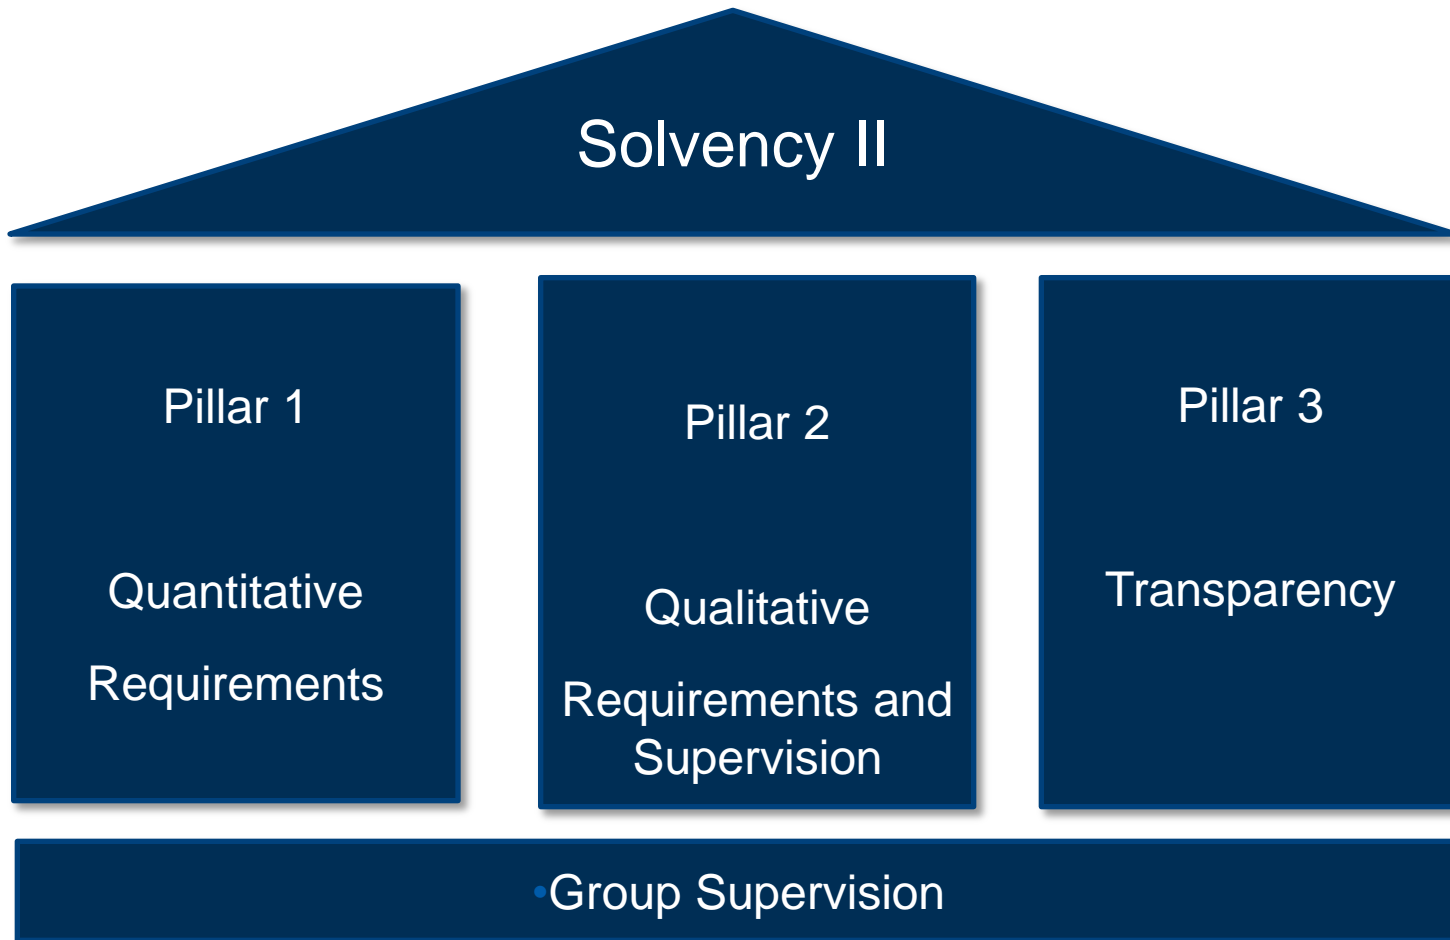 Solvency II
Pillar 1
Quantitative
Requirements
Pillar 2
Qualitative
Requirements and
Supervision
Pillar 3
Transparency
•Group Supervision